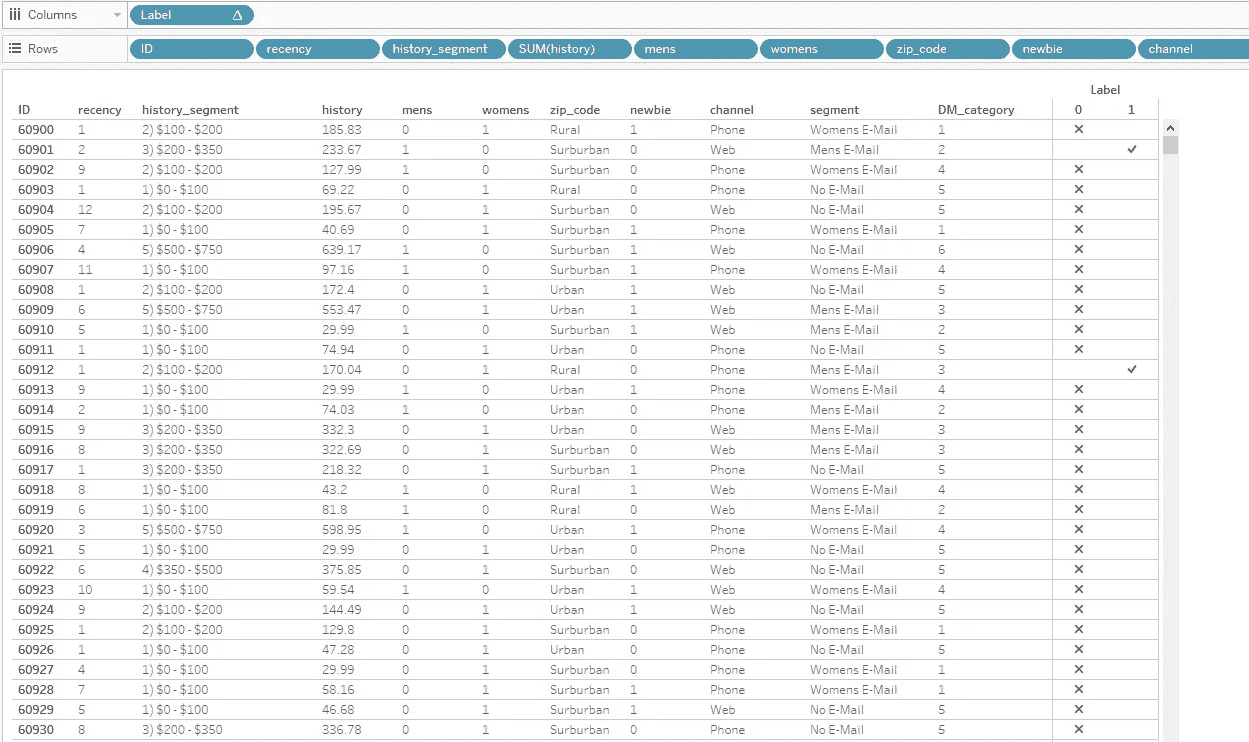 Columns Label Δ
Rows ID recency history_segment SUM(history) mens womens zip_code newbie channel
Label
ID recency history_segment history mens womens zip_code newbie channel segment DM_category 0 1
60900 1 2) $100 - $200 185.83 0 1 Rural 1 Phone Womens E-Mail 1 ✕
60901 2 3) $200 - $350 233.67 1 0 Surburban 0 Web Mens E-Mail 2 ✓
60902 9 2) $100 - $200 127.99 1 0 Surburban 0 Phone Womens E-Mail 4 ✕
60903 1 1) $0 - $100 69.22 0 1 Rural 0 Phone No E-Mail 5 ✕
60904 12 2) $100 - $200 195.67 0 1 Surburban 0 Web No E-Mail 5 ✕
60905 7 1) $0 - $100 40.69 0 1 Surburban 1 Phone Womens E-Mail 1 ✕
60906 4 5) $500 - $750 639.17 1 0 Surburban 1 Web No E-Mail 6 ✕
60907 11 1) $0 - $100 97.16 1 0 Surburban 1 Phone Womens E-Mail 4 ✕
60908 1 2) $100 - $200 172.4 0 1 Urban 1 Web No E-Mail 5 ✕
60909 6 5) $500 - $750 553.47 0 1 Urban 1 Web Mens E-Mail 3 ✕
60910 5 1) $0 - $100 29.99 1 0 Surburban 1 Web Mens E-Mail 2 ✕
60911 1 1) $0 - $100 74.94 0 1 Urban 0 Phone No E-Mail 5 ✕
60912 1 2) $100 - $200 170.04 0 1 Rural 0 Phone Mens E-Mail 3 ✓
60913 9 1) $0 - $100 29.99 1 0 Urban 1 Phone Womens E-Mail 4 ✕
60914 2 1) $0 - $100 74.03 1 0 Urban 0 Phone Mens E-Mail 2 ✕
60915 9 3) $200 - $350 332.3 1 0 Urban 0 Web Mens E-Mail 3 ✕
60916 8 3) $200 - $350 322.69 1 0 Surburban 0 Web Mens E-Mail 3 ✕
60917 1 3) $200 - $350 218.32 0 1 Surburban 1 Phone No E-Mail 5 ✕
60918 8 1) $0 - $100 43.2 1 0 Rural 1 Web Womens E-Mail 4 ✕
60919 6 1) $0 - $100 81.8 1 0 Rural 0 Web Mens E-Mail 2 ✕
60920 3 5) $500 - $750 598.95 1 0 Urban 1 Phone Womens E-Mail 4 ✕
60921 5 1) $0 - $100 29.99 0 1 Urban 0 Phone No E-Mail 5 ✕
60922 6 4) $350 - $500 375.85 0 1 Surburban 0 Web No E-Mail 5 ✕
60923 10 1) $0 - $100 59.54 1 0 Urban 1 Web Womens E-Mail 4 ✕
60924 9 2) $100 - $200 144.49 0 1 Urban 1 Web No E-Mail 5 ✕
60925 1 2) $100 - $200 129.8 0 1 Surburban 0 Phone Womens E-Mail 1 ✕
60926 1 1) $0 - $100 47.28 0 1 Urban 0 Phone No E-Mail 5 ✕
60927 4 1) $0 - $100 29.99 0 1 Surburban 0 Phone Womens E-Mail 1 ✕
60928 7 1) $0 - $100 58.16 0 1 Surburban 1 Phone Womens E-Mail 1 ✕
60929 5 1) $0 - $100 46.68 0 1 Surburban 1 Web No E-Mail 5 ✕
60930 8 3) $200 - $350 336.78 0 1 Surburban 0 Phone No E-Mail 5 ✕